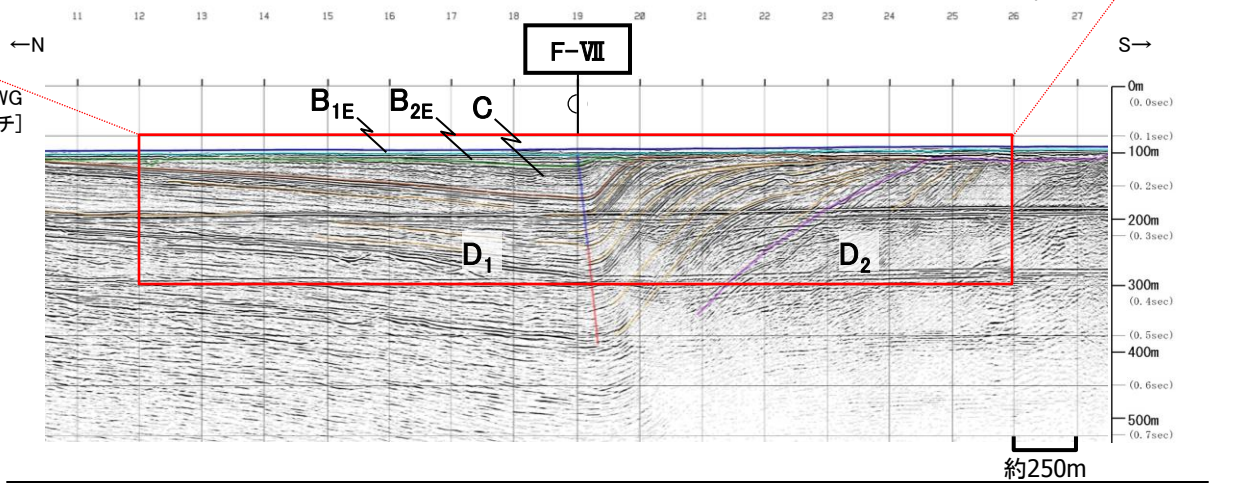 11 12 13 14 15 16 17 18 19 20 21 22 23 24 25 26 27
←N
S→
F-Ⅶ
WG
チ]
B1E B2E C
0m
(0.0sec)
(0.1sec)
100m
(0.2sec)
200m
(0.3sec)
D1 D2
300m
(0.4sec)
(0.5sec)
400m
(0.6sec)
500m
(0.7sec)
約250m